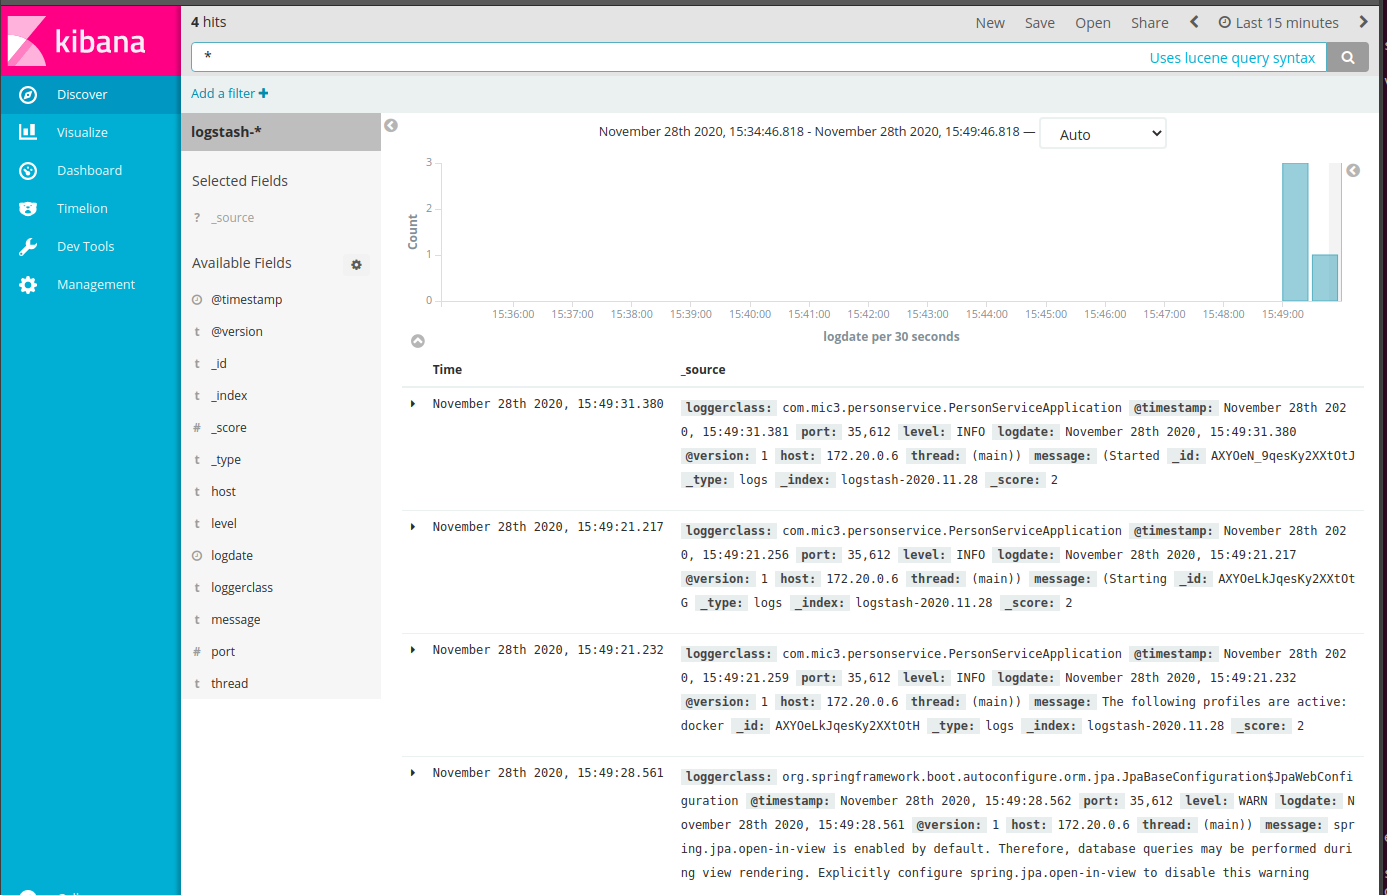 kibana
Discover
Visualize
Dashboard
Timelion
Dev Tools
Management
4 hits
New Save Open Share Last 15 minutes
*
Uses lucene query syntax
Add a filter +
logstash-*
Selected Fields
? _source
Available Fields
@timestamp
t @version
t _id
t _index
# _score
t _type
t host
t level
logdate
t loggerclass
t message
# port
t thread
November 28th 2020, 15:34:46.818 - November 28th 2020, 15:49:46.818 — Auto
Count
3
2
1
0
15:36:00 15:37:00 15:38:00 15:39:00 15:40:00 15:41:00 15:42:00 15:43:00 15:44:00 15:45:00 15:46:00 15:47:00 15:48:00 15:49:00
logdate per 30 seconds
Time _source
November 28th 2020, 15:49:31.380 loggerclass: com.mic3.personservice.PersonServiceApplication @timestamp: November 28th 202
0, 15:49:31.381 port: 35,612 level: INFO logdate: November 28th 2020, 15:49:31.380
@version: 1 host: 172.20.0.6 thread: (main)) message: (Started _id: AXYOeN_9qesKy2XXtOtJ
_type: logs _index: logstash-2020.11.28 _score: 2
November 28th 2020, 15:49:21.217 loggerclass: com.mic3.personservice.PersonServiceApplication @timestamp: November 28th 202
0, 15:49:21.256 port: 35,612 level: INFO logdate: November 28th 2020, 15:49:21.217
@version: 1 host: 172.20.0.6 thread: (main)) message: (Starting _id: AXYOeLkJqesKy2XXtOt
G _type: logs _index: logstash-2020.11.28 _score: 2
November 28th 2020, 15:49:21.232 loggerclass: com.mic3.personservice.PersonServiceApplication @timestamp: November 28th 202
0, 15:49:21.259 port: 35,612 level: INFO logdate: November 28th 2020, 15:49:21.232
@version: 1 host: 172.20.0.6 thread: (main)) message: The following profiles are active:
docker _id: AXYOeLkJqesKy2XXtOtH _type: logs _index: logstash-2020.11.28 _score: 2
November 28th 2020, 15:49:28.561 loggerclass: org.springframework.boot.autoconfigure.orm.jpa.JpaBaseConfiguration$JpaWebConfi
guration @timestamp: November 28th 2020, 15:49:28.562 port: 35,612 level: WARN logdate: N
ovember 28th 2020, 15:49:28.561 @version: 1 host: 172.20.0.6 thread: (main)) message: spr
ing.jpa.open-in-view is enabled by default. Therefore, database queries may be performed duri
ng view rendering. Explicitly configure spring.jpa.open-in-view to disable this warning